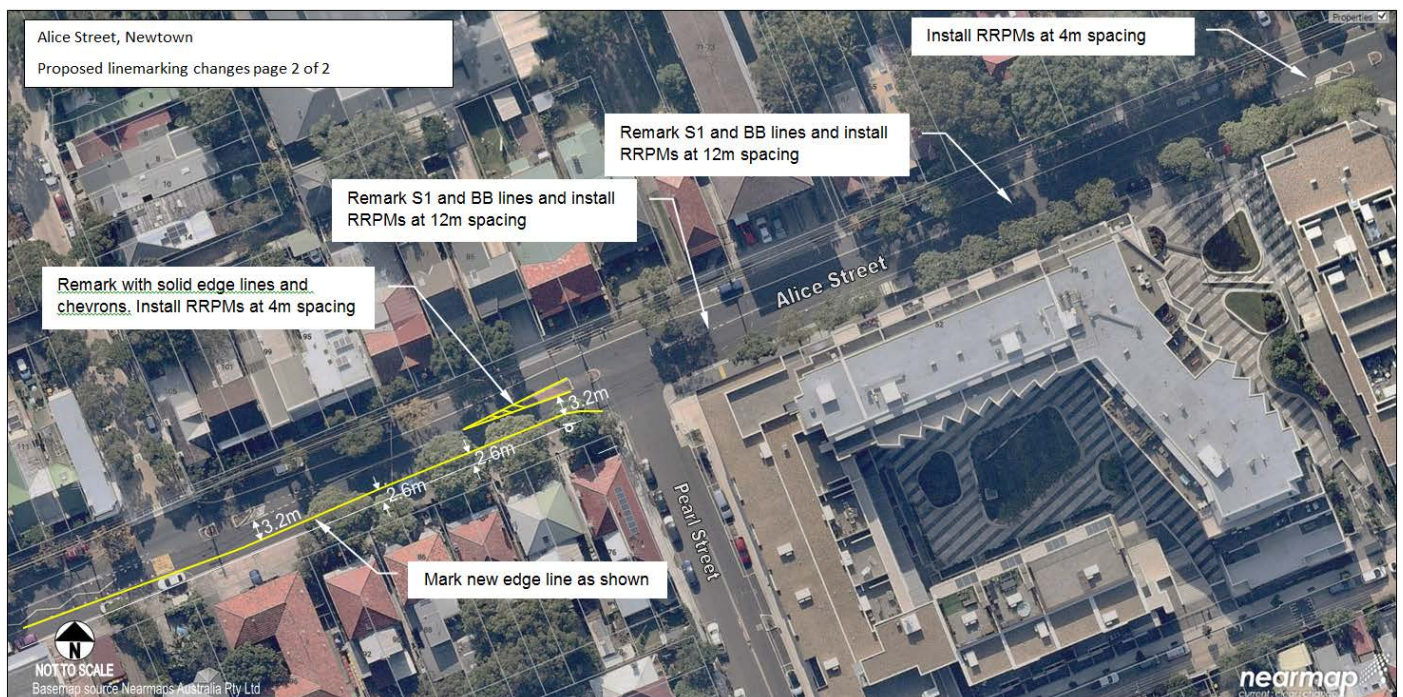 Alice Street, Newtown
Proposed linemarking changes page 2 of 2
Properties
Install RRPMs at 4m spacing
Remark S1 and BB lines and install
RRPMs at 12m spacing
Remark S1 and BB lines and install
RRPMs at 12m spacing
Remark with solid edge lines and
chevrons. Install RRPMs at 4m spacing
Alice Street
3.2m
2.6m
2.6m
3.2m
Pearl Street
Mark new edge line as shown
52
N
NOT TO SCALE
Basemap source Nearmaps Australia Pty Ltd
nearmap